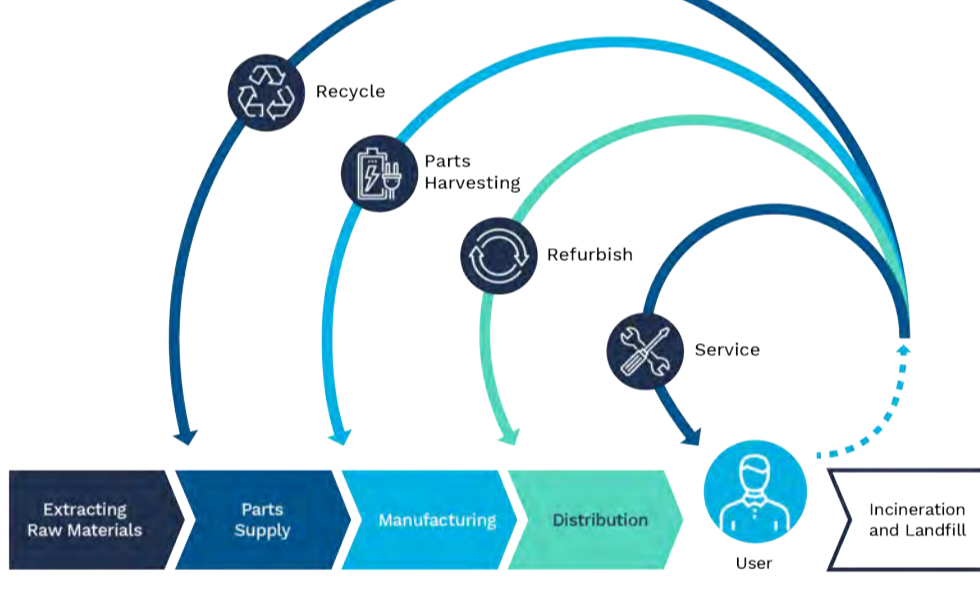 Recycle
Parts
Harvesting
Refurbish
Service
Extracting
Raw Materials
Parts
Supply
Manufacturing
Distribution
User
Incineration
and Landfill